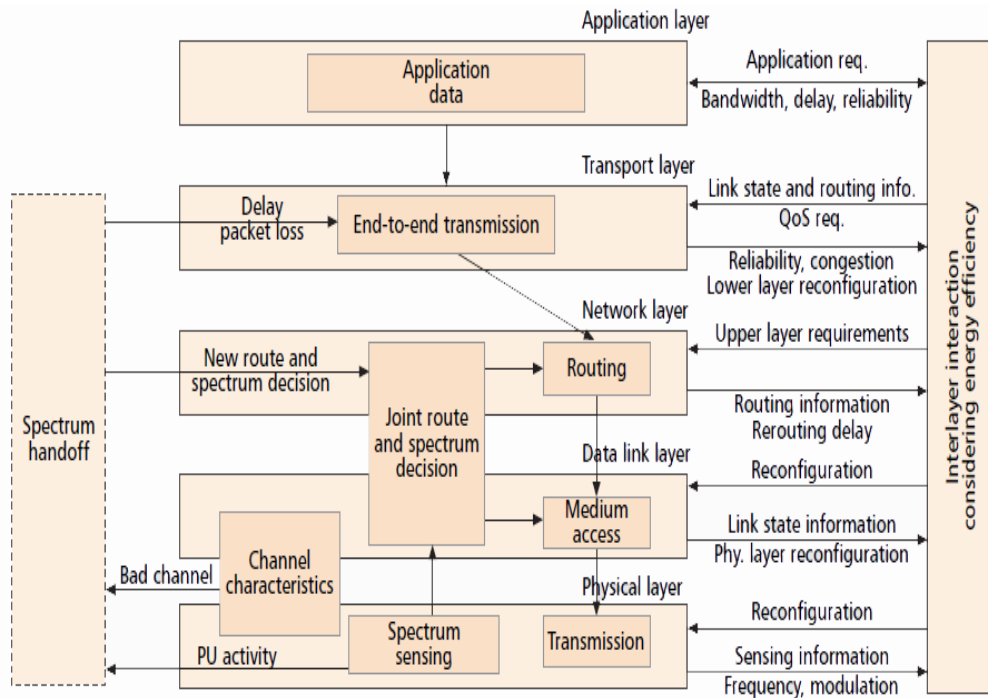 Application layer
Application
data
Application req.
Bandwidth, delay, reliability
Transport layer
Delay
packet loss
End-to-end transmission
Link state and routing info.
QoS req.
Reliability, congestion
Lower layer reconfiguration
Network layer
New route and
spectrum decision
Routing
Upper layer requirements
Routing information
Rerouting delay
Joint route
and spectrum
decision
Spectrum
handoff
Data link layer
Reconfiguration
Medium
access
Link state information
Phy. layer reconfiguration
Channel
characteristics
Bad channel
Physical layer
Reconfiguration
Spectrum
sensing
Transmission
PU activity
Sensing information
Frequency, modulation
Interlayer interaction
considering energy efficiency